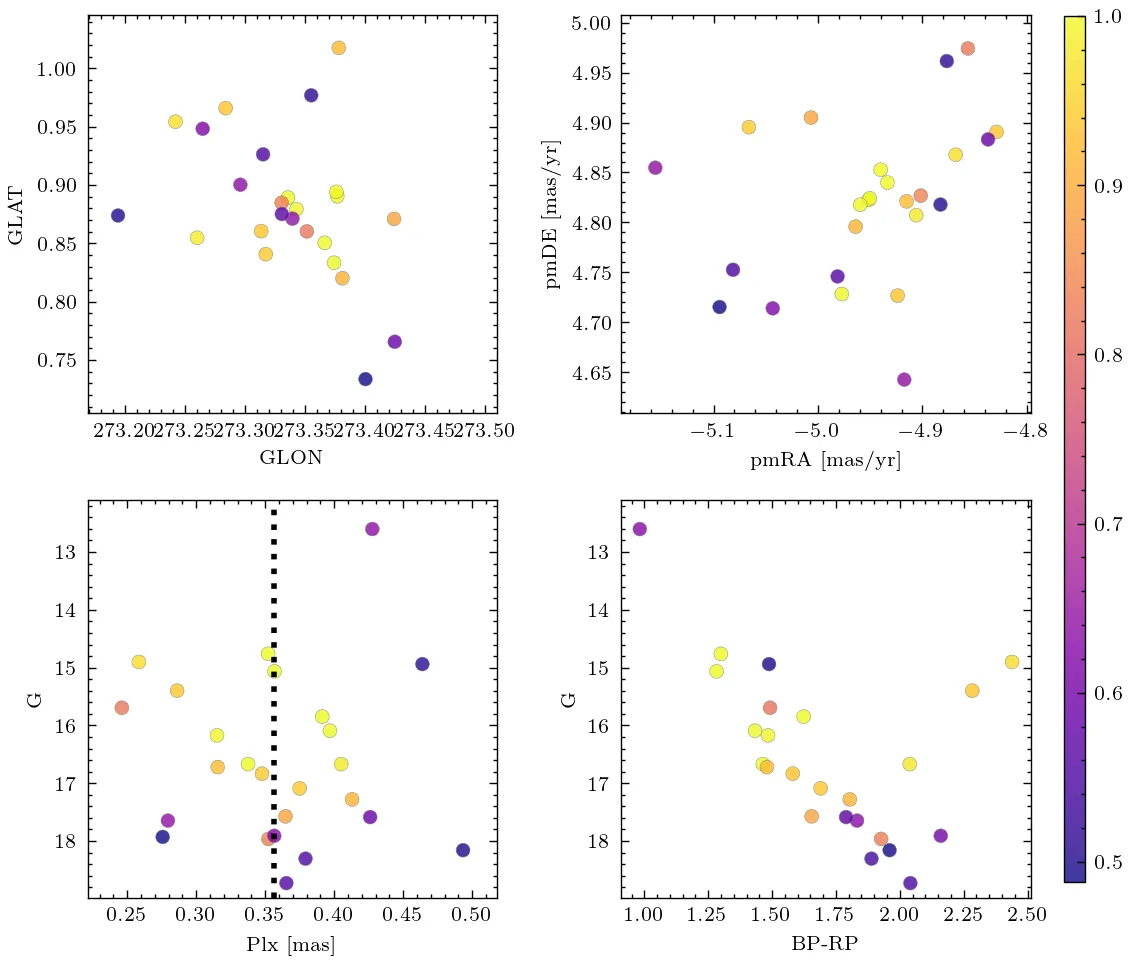 1.00
0.95
0.90
0.85
0.80
0.75
GLAT
273.20 273.25 273.30 273.35 273.40 273.45 273.50
GLON
5.00
4.95
4.90
4.85
4.80
4.75
4.70
4.65
pmDE [mas/yr]
−5.1 −5.0 −4.9 −4.8
pmRA [mas/yr]
1.0
0.9
0.8
0.7
0.6
0.5
13
14
15
16
17
18
G
0.25 0.30 0.35 0.40 0.45 0.50
Plx [mas]
13
14
15
16
17
18
G
1.00 1.25 1.50 1.75 2.00 2.25 2.50
BP-RP